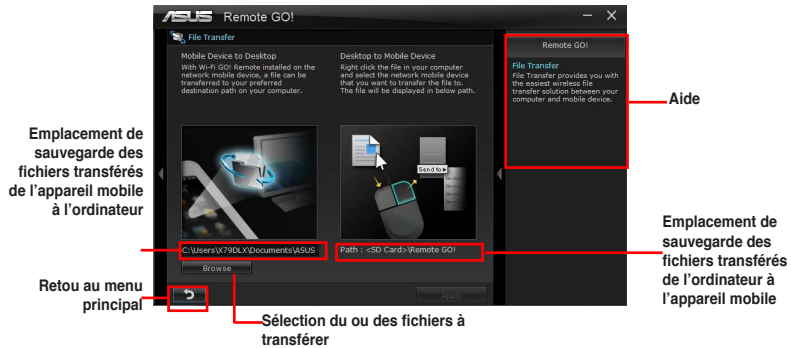 ASUS Remote GO!
File Transfer
Mobile Device to Desktop
With Wi-Fi GO! Remote installed on the
network mobile device, a file can be
transferred to your preferred
destination path on your computer.
Desktop to Mobile Device
Right click the file in your computer
and select the network mobile device
that you want to transfer the file to.
The file will be displayed in below path.
Send to
C:\Users\X79DLX\Documents\ASUS
Path : <SD Card>\Remote GO!
Browse
Apply
Remote GO!
File Transfer
File Transfer provides you with
the easiest wireless file
transfer solution between your
computer and mobile device.
Aide
Emplacement de
sauvegarde des
fichiers transférés
de l'appareil mobile
à l'ordinateur
Retou au menu
principal
Sélection du ou des fichiers à
transférer
Emplacement de
sauvegarde des
fichiers transférés
de l'ordinateur à
l'appareil mobile